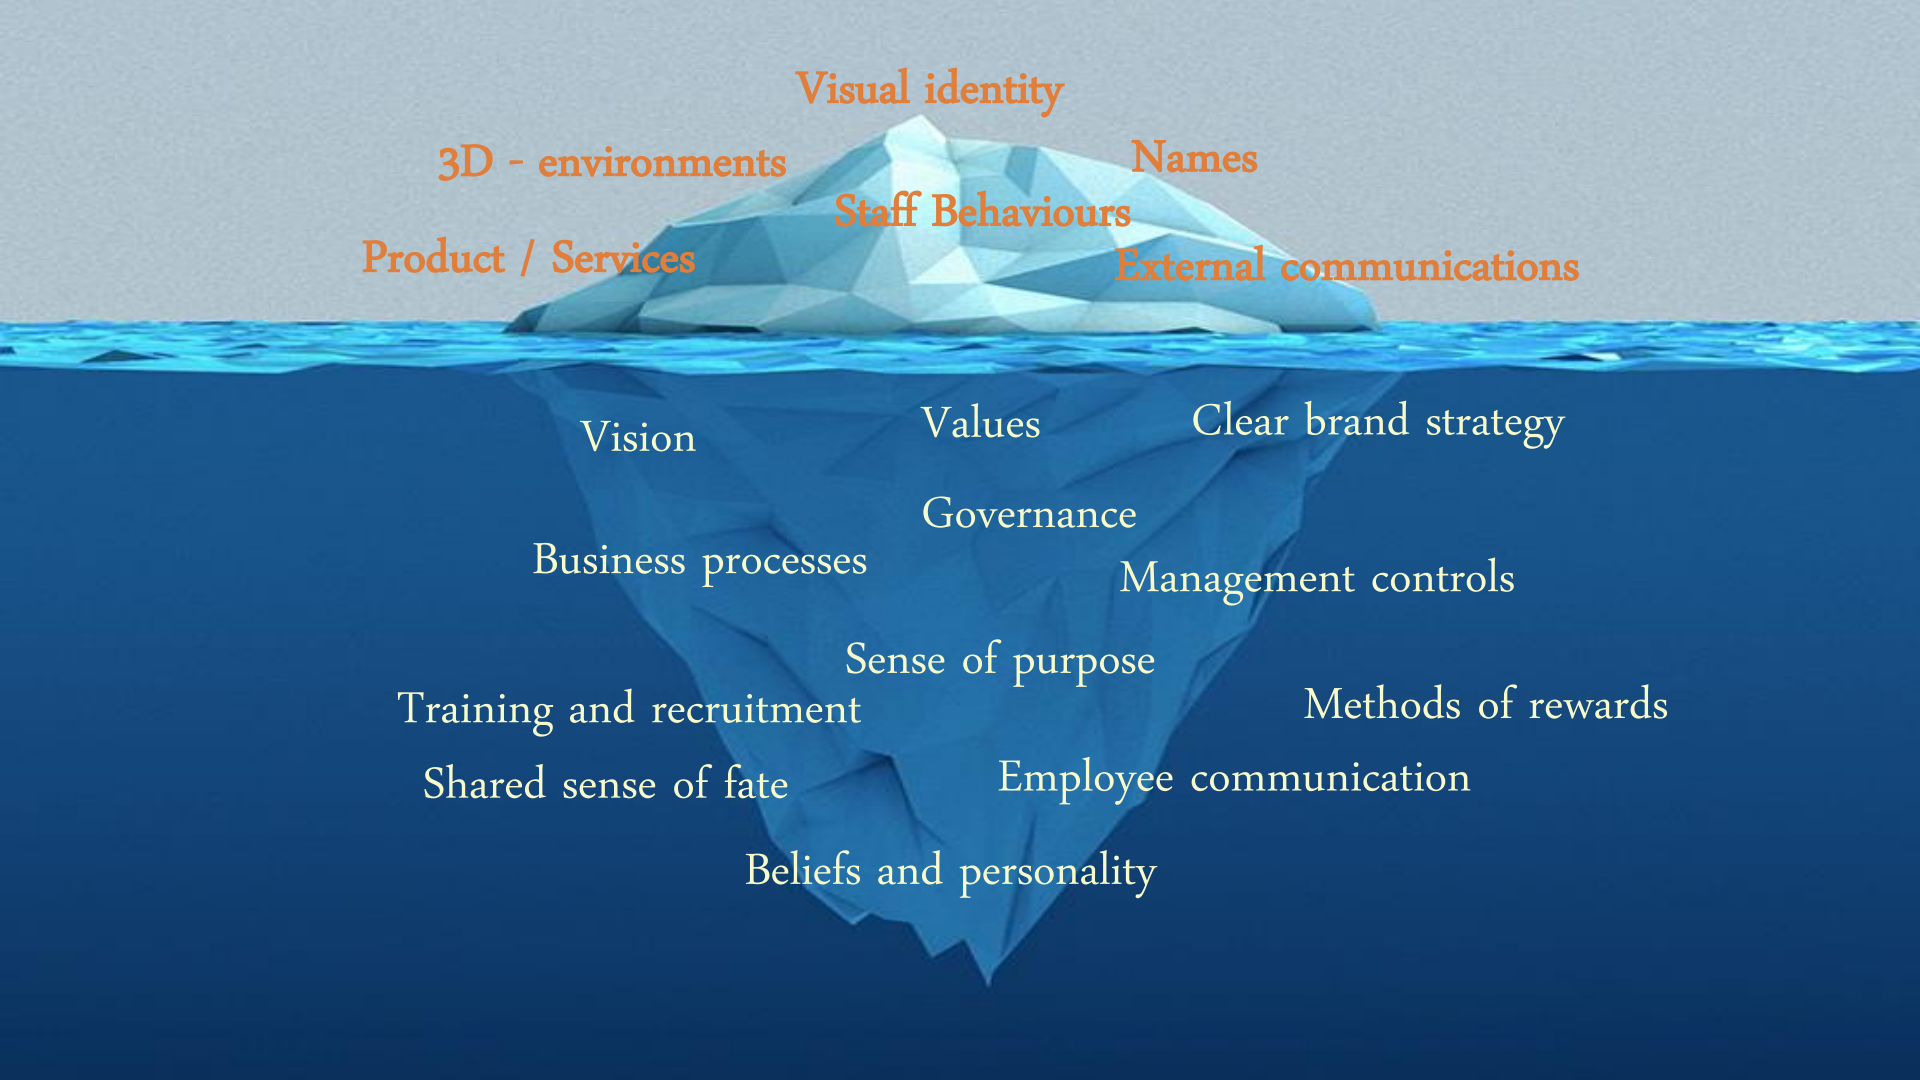 Visual identity
3D - environments
Names
Staff Behaviours
Product / Services
External communications
Vision
Values
Clear brand strategy
Governance
Business processes
Management controls
Sense of purpose
Training and recruitment
Methods of rewards
Shared sense of fate
Employee communication
Beliefs and personality